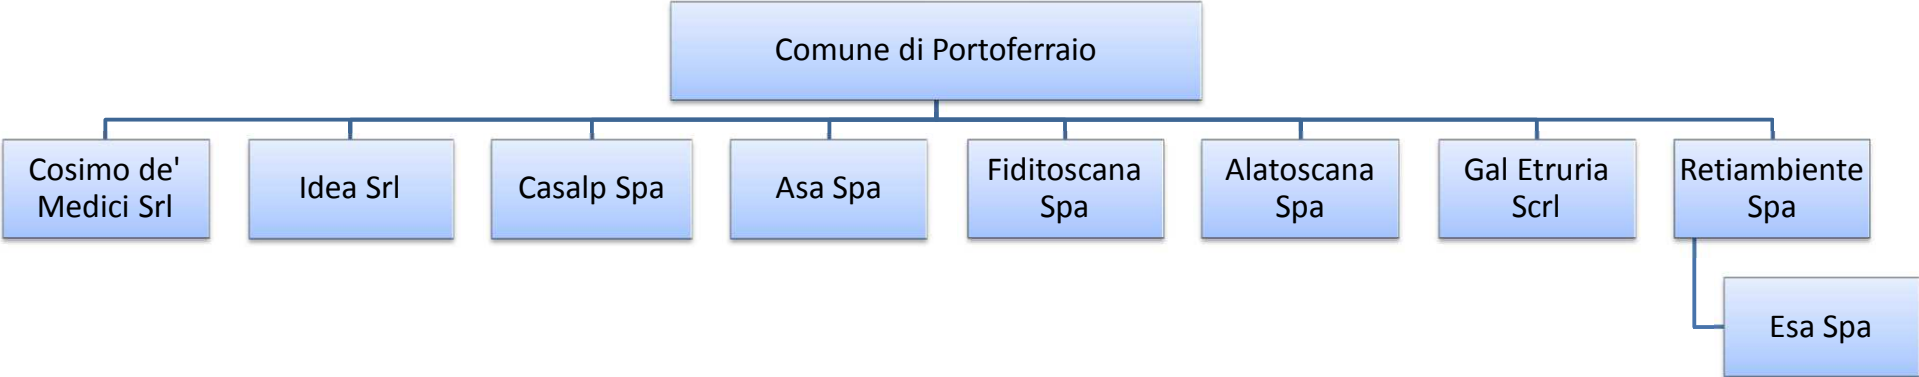 Comune di Portoferraio
Cosimo de'
Medici Srl
Idea Srl
Casalp Spa
Asa Spa
Fiditoscana
Spa
Alatoscana
Spa
Gal Etruria
Scrl
Retiambiente
Spa
Esa Spa